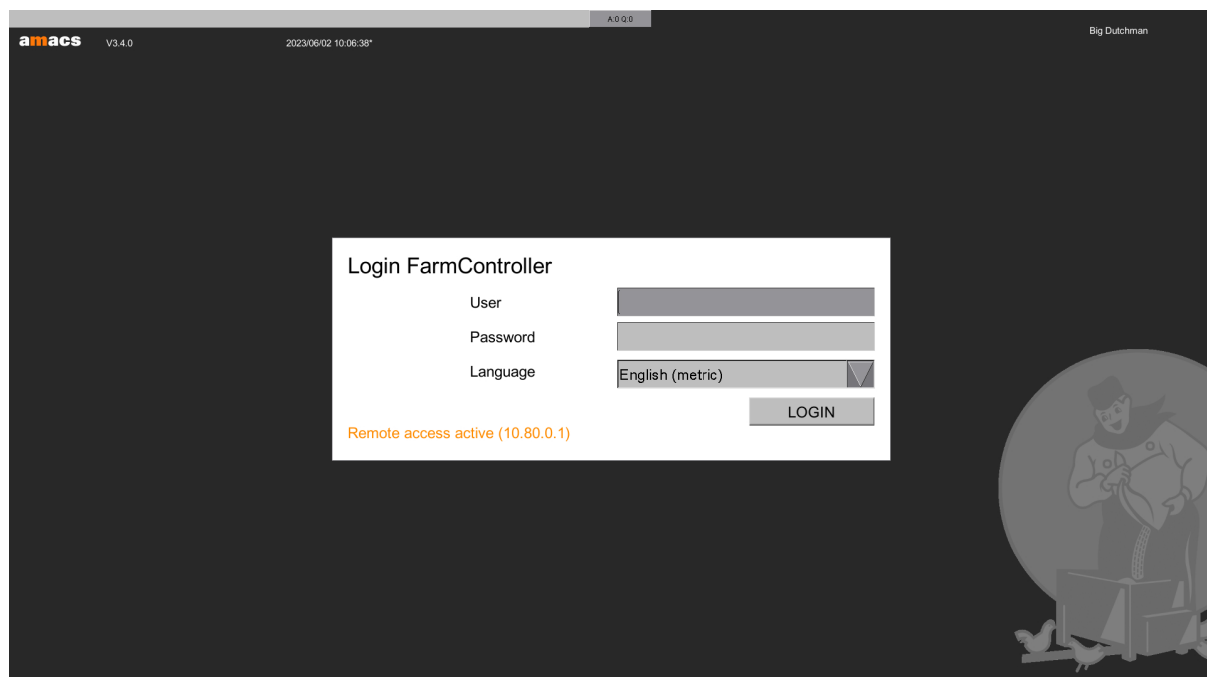 A:0 Q:0
Big Dutchman
amacs V3.4.0 2023/06/02 10:06:38*
Login FarmController
User
Password
Language English (metric)
LOGIN
Remote access active (10.80.0.1)